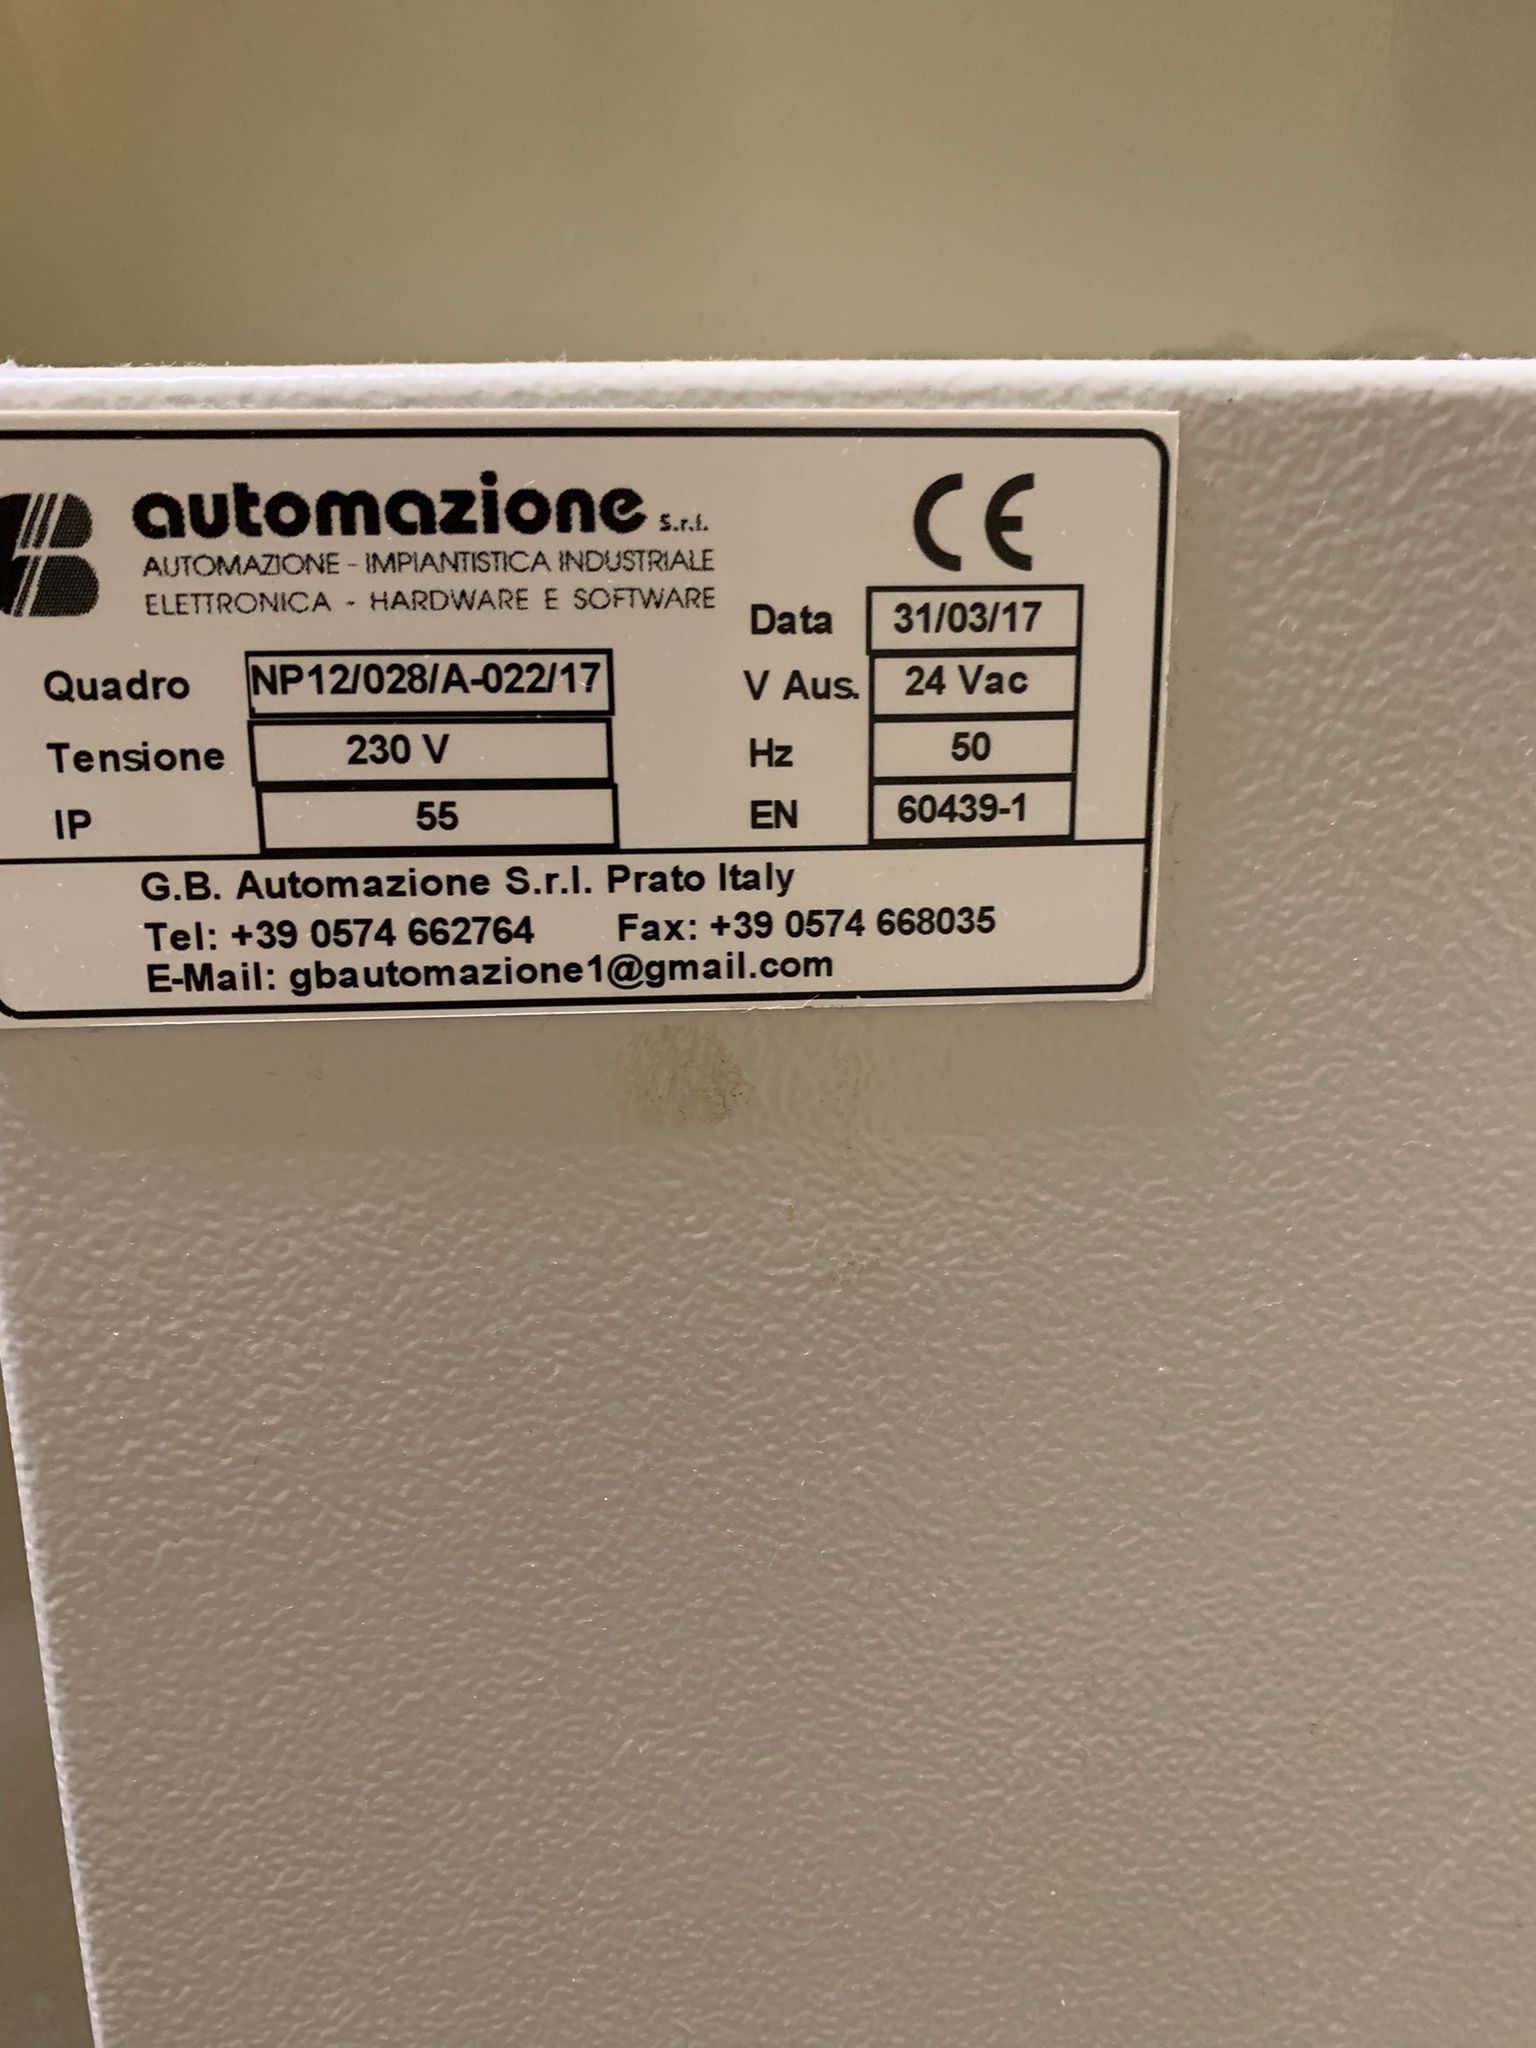 automazione s.r.l.
AUTOMAZIONE - IMPIANTISTICA INDUSTRIALE
ELETTRONICA - HARDWARE E SOFTWARE
CE
Data 31/03/17
Quadro NP12/028/A-022/17 V Aus. 24 Vac
Tensione 230 V Hz 50
IP 55 EN 60439-1
G.B. Automazione S.r.l. Prato Italy
Tel: +39 0574 662764 Fax: +39 0574 668035
E-Mail: gbautomazione1@gmail.com